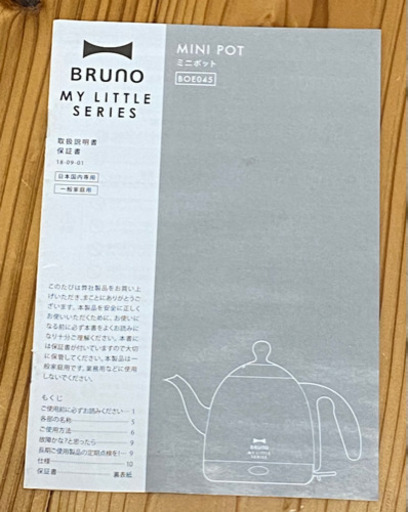 BRUNO
MY LITTLE
SERIES
取扱説明書
保証書
18-09-01
日本国内専用
一般家庭用
このたびは弊社製品をお買い上
げいただき、まことにありがとうご
ざいます。本製品を安全に正しく
お使いいただくために、お使いに
なる前に必ず本書をよくお読みに
なり十分ご理解ください。本書に
は保証書が付いていますので大切
に保管してください。本製品は一
般家庭用です。業務用などに使用
しないでください。
もくじ
ご使用前に必ずお読みください 1
各部の名称 5
ご使用方法 6
故障かな?と思ったら 9
長期ご使用製品の定期点検を! 9
仕様 10
保証書 裏表紙
MINI POT
ミニポット
BOE045
BRUNO
MY LITTLE
SERIES